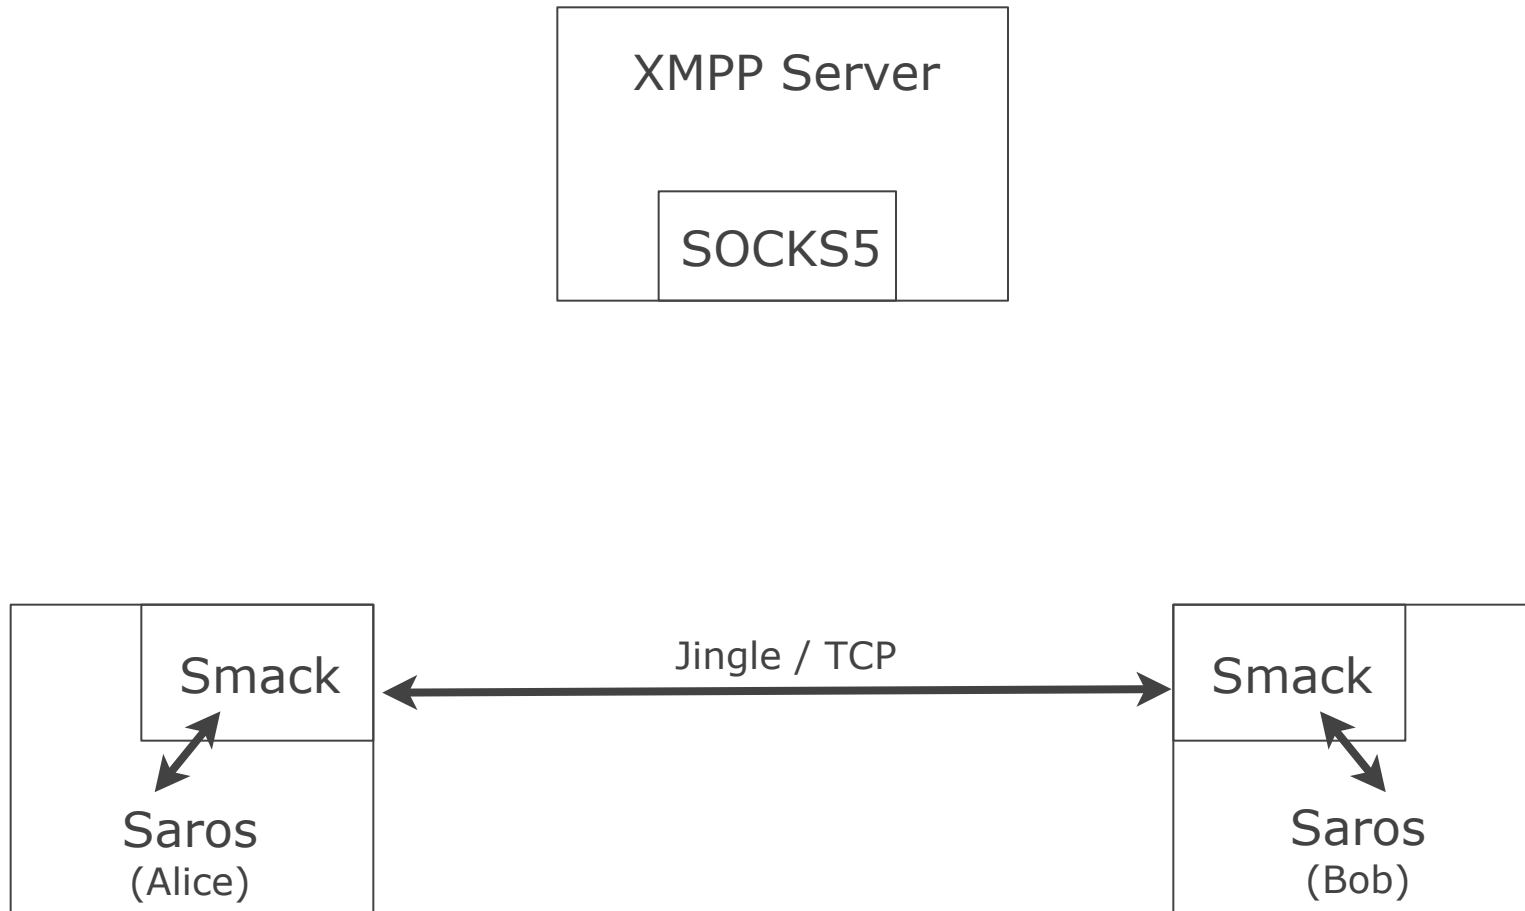 XMPP Server
SOCKS5
Jingle / TCP
Smack
Smack
Saros
(Alice)
Saros
(Bob)